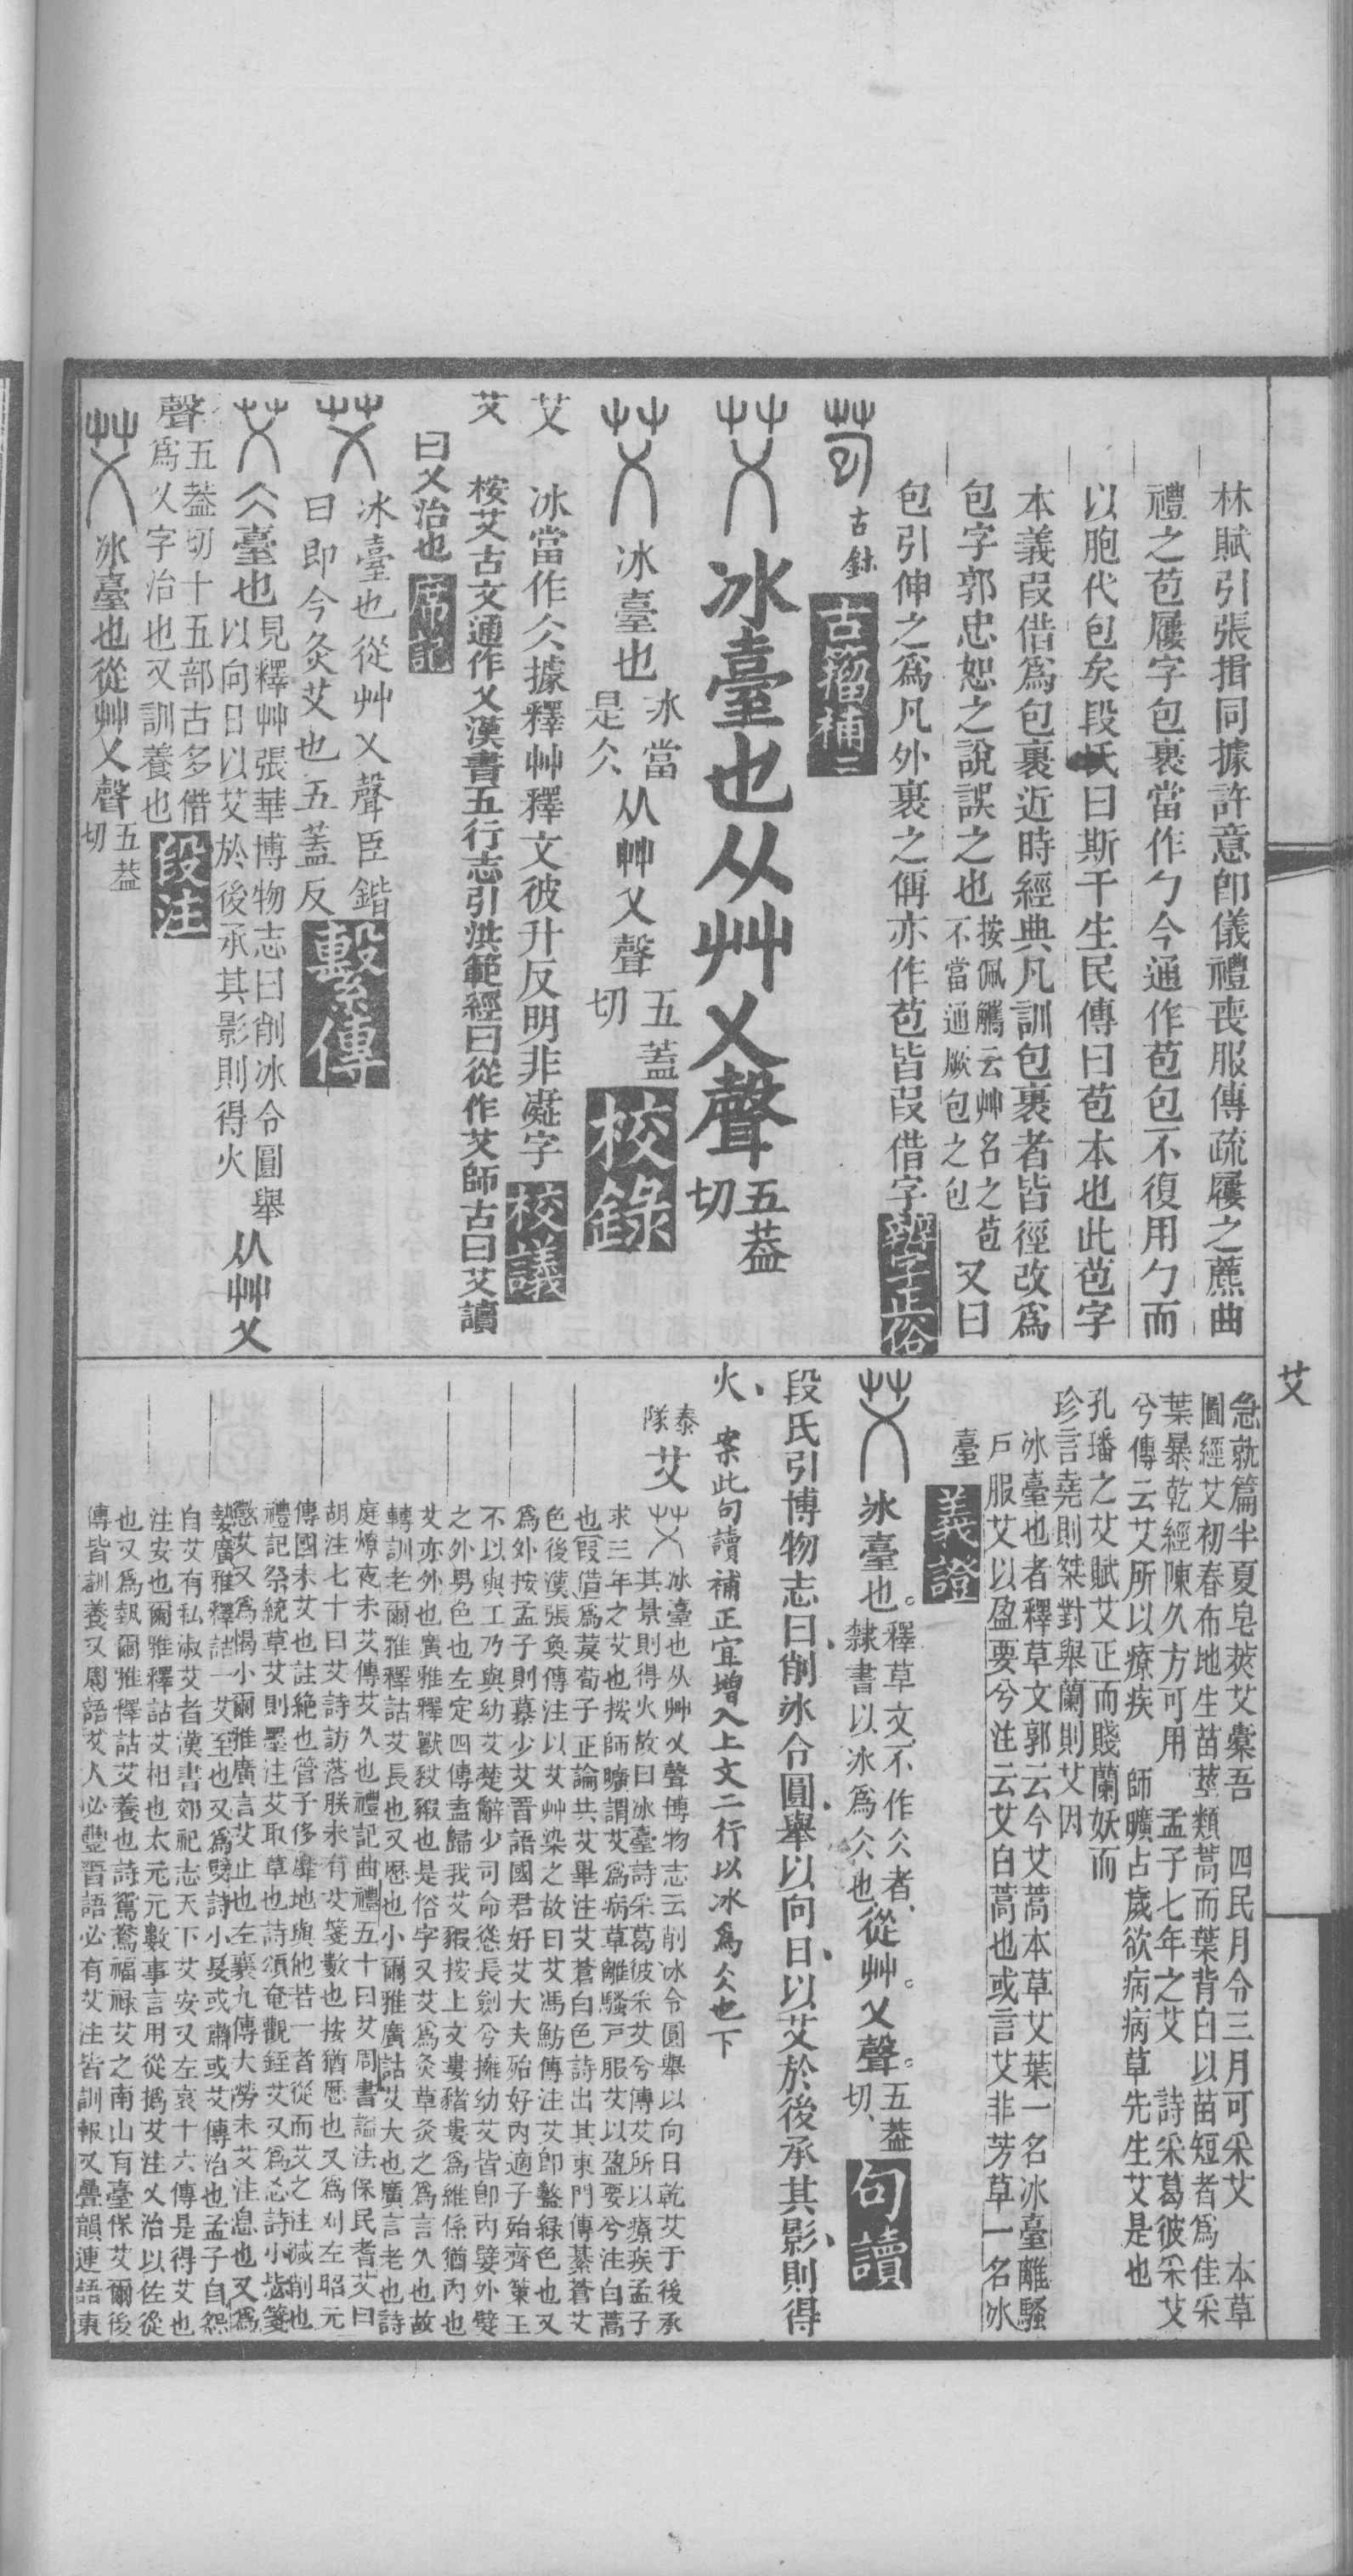 林賦引張揖同據許意卽儀禮喪服傳疏屨之藨曲
禮之苞屨字包裹當作勹今通作苞包不復用勹而
以胞代包矣段氏曰斯干生民傳曰苞本也此苞字
本義叚借爲包裹近時經典凡訓包裹者皆徑改爲
包字郭忠恕之說誤之也按佩觿云艸名之苞不當通厥包之包又曰
包引伸之爲凡外裹之偁亦作苞皆叚借字辨字正俗
古鉥 古籀補二
冰臺也从艸乂聲五葢切
冰臺也冰當是仌从艸乂聲五蓋切 校錄
艾 冰當作仌據釋艸釋文彼升反明非凝字校議
艾 桉艾古文通作乂漢書五行志引洪範經曰從作艾師古曰艾讀
曰乂治也 席記
冰臺也從艸乂聲臣鍇
曰即今灸艾也五蓋反 繫傳
仌臺也見釋艸張華博物志曰削冰令圓舉以向日以艾於後承其影則得火从艸乂
聲五葢切十五部古多借爲乂字治也又訓養也 段注
冰臺也從艸乂聲五葢切
艾
急就篇半夏皂莢艾橐吾 四民月令三月可采艾 本草
圖經艾初春布地生苗莖類蒿而葉背白以苗短者爲佳采
葉暴乾經陳久方可用 孟子七年之艾 詩采葛彼采艾
兮傳云艾所以療疾 師曠占歲欲病病草先生艾是也
孔璠之艾賦艾正而賤蘭妖而
珍言堯則桀對舉蘭則艾因
冰臺也者釋草文郭云今艾蒿本草艾葉一名冰臺離騷
戶服艾以盈要兮注云艾白蒿也或言艾非芳草一名冰
臺 義證
冰臺也。釋草文不作仌者、隸書以冰爲仌也從艸。乂聲。五葢切、 句讀
段氏引博物志曰削冰令圓舉以向日以艾於後承其影則得
火 案此句讀補正宜增入上文二行以冰爲仌也下
泰隊 艾 冰臺也从艸乂聲博物志云削冰令圓舉以向日乾艾于後承
其景則得火故曰冰臺詩采葛彼采艾兮傳艾所以療疾孟子
求三年之艾也按師曠謂艾爲病草離騷戶服艾以盈要兮注白蒿
也叚借爲䔎荀子正論共艾畢注艾蒼白色詩出其東門傳綦蒼艾
色後漢張奐傳注以艾艸染之故曰艾馮魴傳注艾即盭綠色也又
爲外按孟子則慕少艾晉語國君好艾大夫殆好內適子殆齊策王
不以與工乃與幼艾楚辭少司命慫長劍兮擁幼艾皆卽內嬖外嬖
之外男色也左定四傳盍歸我艾豭按上文婁豬婁爲維係猶內也
艾亦外也廣雅釋獸豛豭也是俗字又艾爲灸草灸之爲言久也故
轉訓老爾雅釋詁艾長也又歷也小爾雅廣詁艾大也廣言老也詩
庭燎夜未艾傳艾久也禮記曲禮五十曰艾周書諡法保民耆艾曰
胡注七十曰艾詩訪落朕未有艾箋數也按猶歷也又爲刈左昭元
傳國未艾也註絶也管子侈靡地與他若一者從而艾之注減削也
禮記祭統草艾則墨注艾取草也詩頌奄觀銍艾又爲忞詩小毖箋
懲艾又爲愒小爾雅廣言艾止也左襄九傳大勞未艾注息也又爲
媻廣雅釋詁一艾至也又爲嬖詩小旻或肅或艾傳治也孟子自怨
自艾有私淑艾者漢書郊祀志天下艾安又左哀十六傳是得艾也
注安也爾雅釋詁艾相也太元元數事言用從撝艾注乂治以佐從
也又爲報爾雅釋詁艾養也詩鴛鴦福祿艾之南山有臺保艾爾後
傳皆訓養又周語艾人必豐晉語必有艾注皆訓報又疊韻連語東